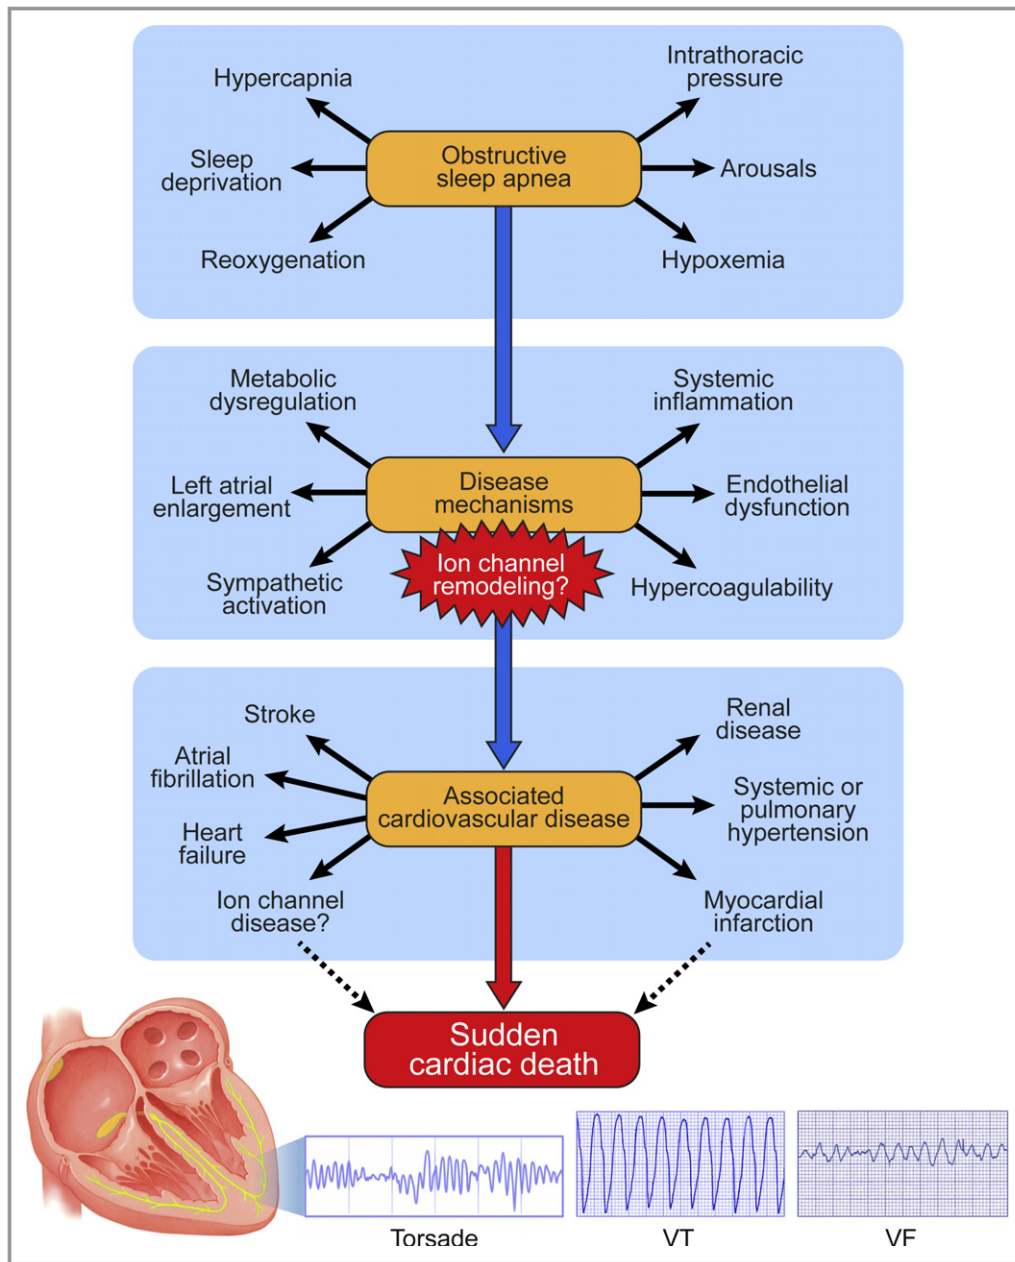 Hypercapnia
Intrathoracic
pressure
Sleep
deprivation
Obstructive
sleep apnea
Arousals
Reoxygenation
Hypoxemia
Metabolic
dysregulation
Systemic
inflammation
Left atrial
enlargement
Disease
mechanisms
Endothelial
dysfunction
Sympathetic
activation
Ion channel
remodeling?
Hypercoagulability
Stroke
Renal
disease
Atrial
fibrillation
Associated
cardiovascular disease
Systemic or
pulmonary
hypertension
Heart
failure
Ion channel
disease?
Myocardial
infarction
Sudden
cardiac death
Torsade
VT
VF